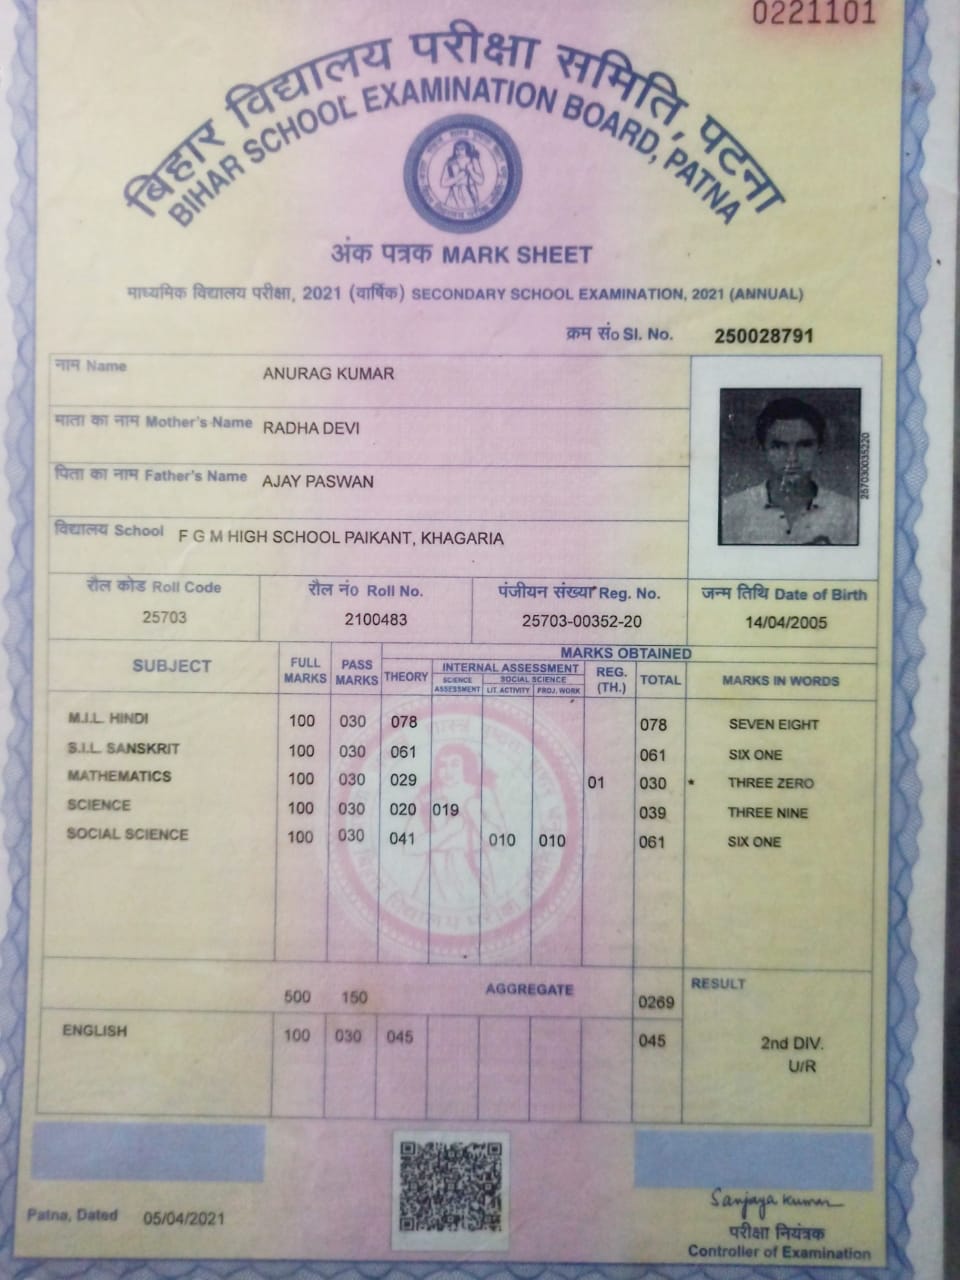 0221101
बिहार विद्यालय परीक्षा समिति, पटना
BIHAR SCHOOL EXAMINATION BOARD, PATNA
अंक पत्रक MARK SHEET
माध्यमिक विद्यालय परीक्षा, 2021 (वार्षिक) SECONDARY SCHOOL EXAMINATION, 2021 (ANNUAL)
क्रम सं० Sl. No. 250028791
नाम Name ANURAG KUMAR
माता का नाम Mother's Name RADHA DEVI
पिता का नाम Father's Name AJAY PASWAN
विद्यालय School F G M HIGH SCHOOL PAIKANT, KHAGARIA
रौल कोड Roll Code रौल नं० Roll No. पंजीयन संख्या Reg. No. जन्म तिथि Date of Birth
25703 2100483 25703-00352-20 14/04/2005
SUBJECT FULL MARKS PASS MARKS MARKS OBTAINED
THEORY INTERNAL ASSESSMENT REG. (TH.) TOTAL MARKS IN WORDS
SCIENCE ASSESSMENT SOCIAL SCIENCE
LIT. ACTIVITY PROJ. WORK
M.I.L. HINDI 100 030 078 078 SEVEN EIGHT
S.I.L. SANSKRIT 100 030 061 061 SIX ONE
MATHEMATICS 100 030 029 01 030 * THREE ZERO
SCIENCE 100 030 020 019 039 THREE NINE
SOCIAL SCIENCE 100 030 041 010 010 061 SIX ONE
500 150 AGGREGATE 0269 RESULT
ENGLISH 100 030 045 045 2nd DIV.
U/R
Patna, Dated 05/04/2021
Sanjaya Kumar
परीक्षा नियंत्रक
Controller of Examination